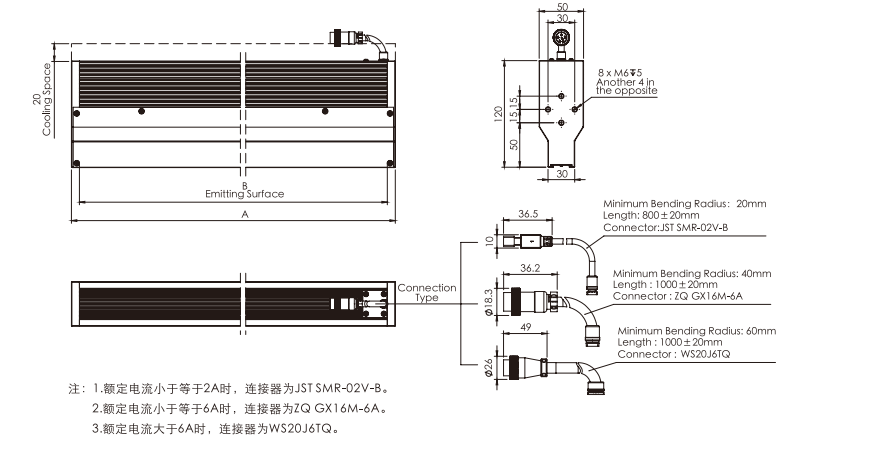 50
30
8 x M6↧5
Another 4 in
the opposite
20
Cooling Space
120
15,15
50
30
B
Emitting Surface
A
Minimum Bending Radius: 20mm
Length: 800±20mm
Connector:JST SMR-02V-B
36.5
10
Connection
Type
36.2
Ø18.3
Minimum Bending Radius: 40mm
Length : 1000±20mm
Connector : ZQ GX16M-6A
49
Ø26
Minimum Bending Radius: 60mm
Length : 1000±20mm
Connector : WS20J6TQ
注：1.额定电流小于等于2A时，连接器为JST SMR-02V-B。
2.额定电流小于等于6A时，连接器为ZQ GX16M-6A。
3.额定电流大于6A时，连接器为WS20J6TQ。